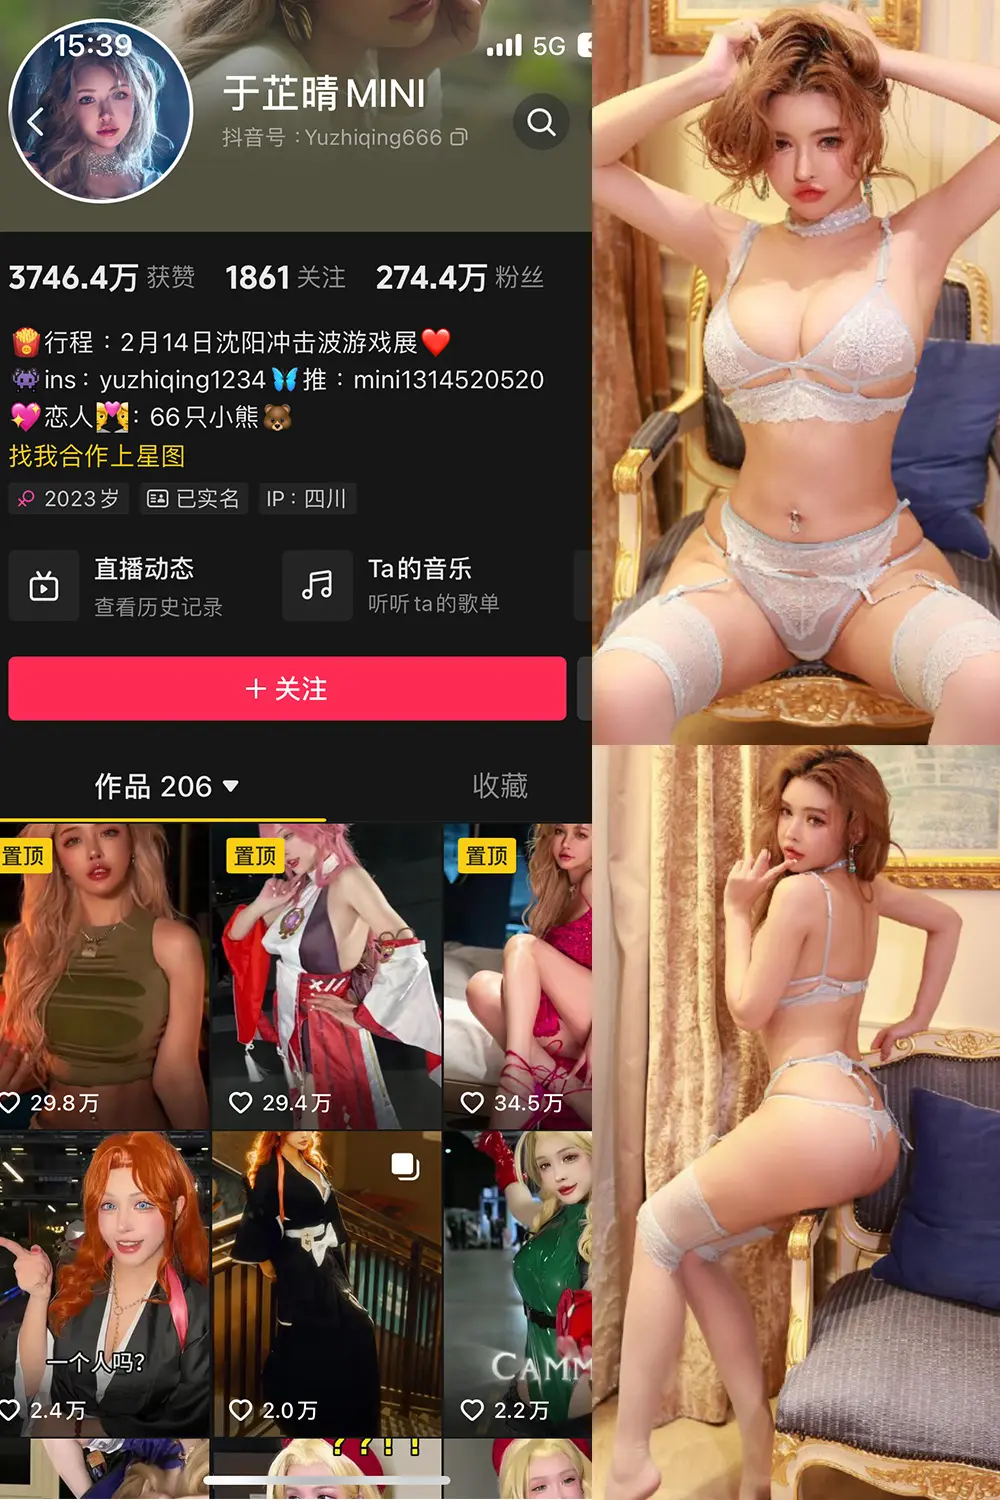 15:39
5G
于芷晴MINI
抖音号：Yuzhiqing666
3746.4万 获赞 1861 关注 274.4万 粉丝
🍟行程：2月14日沈阳冲击波游戏展❤️
👾ins：yuzhiqing1234🦋推：mini1314520520
💖恋人👩‍❤️‍💋‍👨：66只小熊🐻
找我合作上星图
2023岁 已实名 IP：四川
直播动态
查看历史记录
Ta的音乐
听听ta的歌单
+ 关注
作品 206 收藏
置顶 置顶 置顶
29.8万 29.4万 34.5万
一个人吗?
CAMM
2.4万 2.0万 2.2万
??!!